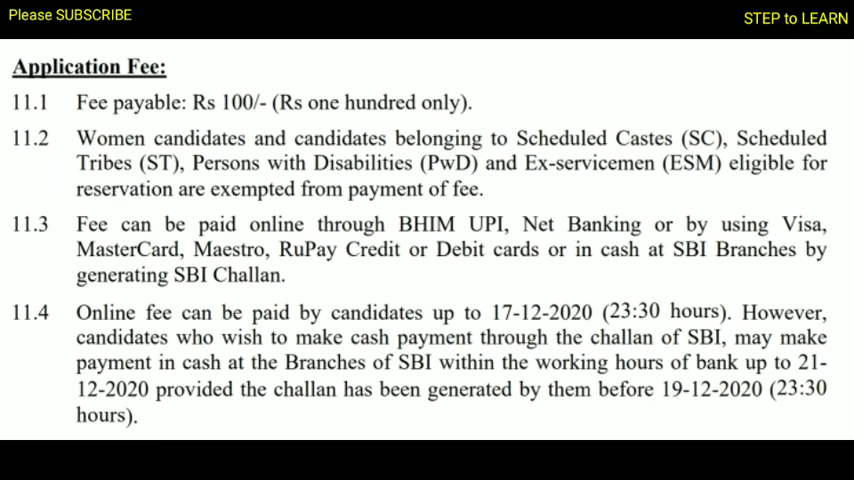 Please SUBSCRIBE
STEP to LEARN
Application Fee:
11.1 Fee payable: Rs 100/- (Rs one hundred only).
11.2 Women candidates and candidates belonging to Scheduled Castes (SC), Scheduled
Tribes (ST), Persons with Disabilities (PwD) and Ex-servicemen (ESM) eligible for
reservation are exempted from payment of fee.
11.3 Fee can be paid online through BHIM UPI, Net Banking or by using Visa,
MasterCard, Maestro, RuPay Credit or Debit cards or in cash at SBI Branches by
generating SBI Challan.
11.4 Online fee can be paid by candidates up to 17-12-2020 (23:30 hours). However,
candidates who wish to make cash payment through the challan of SBI, may make
payment in cash at the Branches of SBI within the working hours of bank up to 21-
12-2020 provided the challan has been generated by them before 19-12-2020 (23:30
hours).